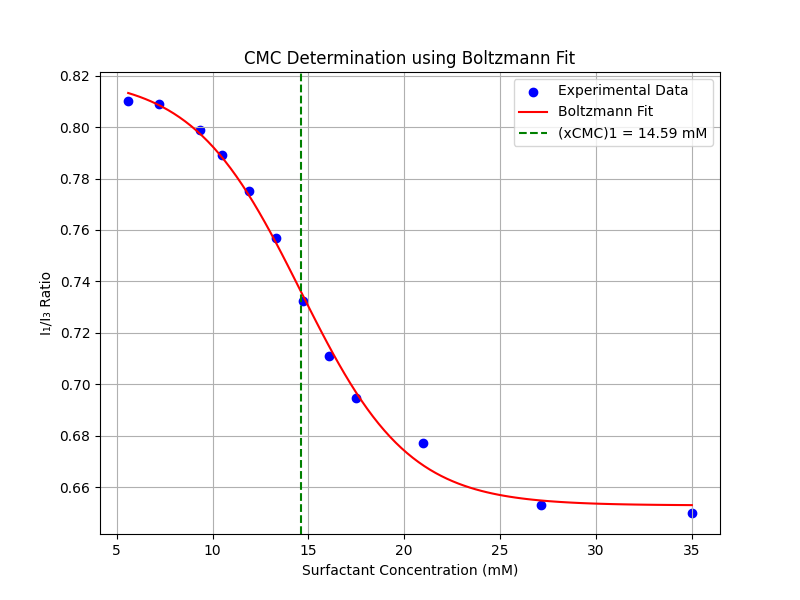 CMC Determination using Boltzmann Fit
Experimental Data
Boltzmann Fit
(xCMC)1 = 14.59 mM
I₁/I₃ Ratio
0.82
0.80
0.78
0.76
0.74
0.72
0.70
0.68
0.66
5 10 15 20 25 30 35
Surfactant Concentration (mM)